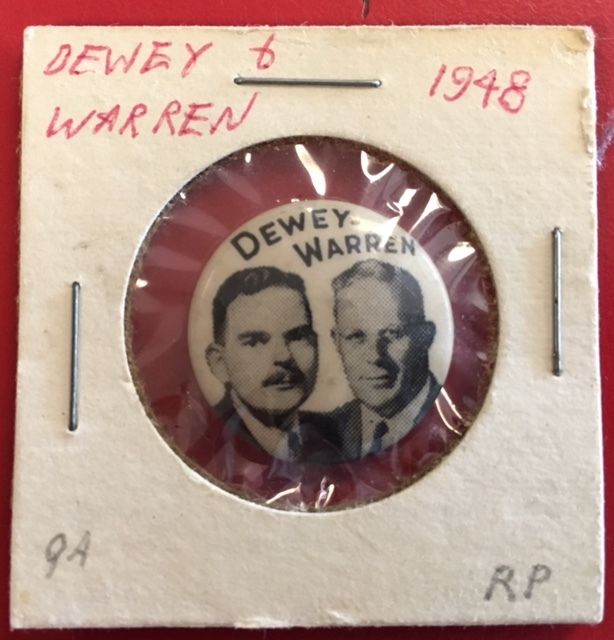 DEWEY &
WARREN
1948
DEWEY-
WARREN
9A
RP